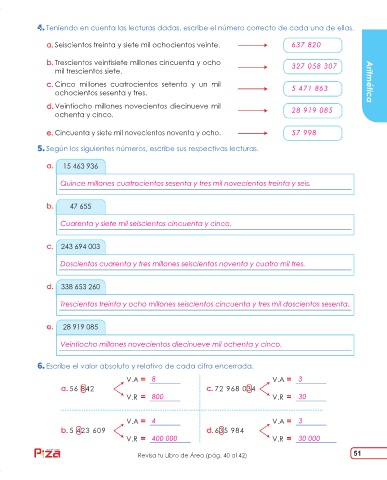 4. Teniendo en cuenta las lecturas dadas, escribe el número correcto de cada una de ellas.
a. Seiscientos treinta y siete mil ochocientos veinte. 637 820
b. Trescientos veintisiete millones cincuenta y ocho
mil trescientos siete. 327 058 307
c. Cinco millones cuatrocientos setenta y un mil
ochocientos sesenta y tres. 5 471 863
d. Veintiocho millones novecientos diecinueve mil
ochenta y cinco. 28 919 085
e. Cincuenta y siete mil novecientos noventa y ocho. 57 998
Aritmética
5. Según los siguientes números, escribe sus respectivas lecturas.
a. 15 463 936
Quince millones cuatrocientos sesenta y tres mil novecientos treinta y seis.
b. 47 655
Cuarenta y siete mil seiscientos cincuenta y cinco.
c. 243 694 003
Doscientos cuarenta y tres millones seiscientos noventa y cuatro mil tres.
d. 338 653 260
Trescientos treinta y ocho millones seiscientos cincuenta y tres mil doscientos sesenta.
e. 28 919 085
Veintiocho millones novecientos diecinueve mil ochenta y cinco.
6. Escribe el valor absoluto y relativo de cada cifra encerrada.
a. 56 842 V.A = 8
V.R = 800
c. 72 968 034 V.A = 3
V.R = 30
b. 5 423 609 V.A = 4
V.R = 400 000
d. 635 984 V.A = 3
V.R = 30 000
Pza
Revisa tu Libro de Área (pág. 40 al 42)
51